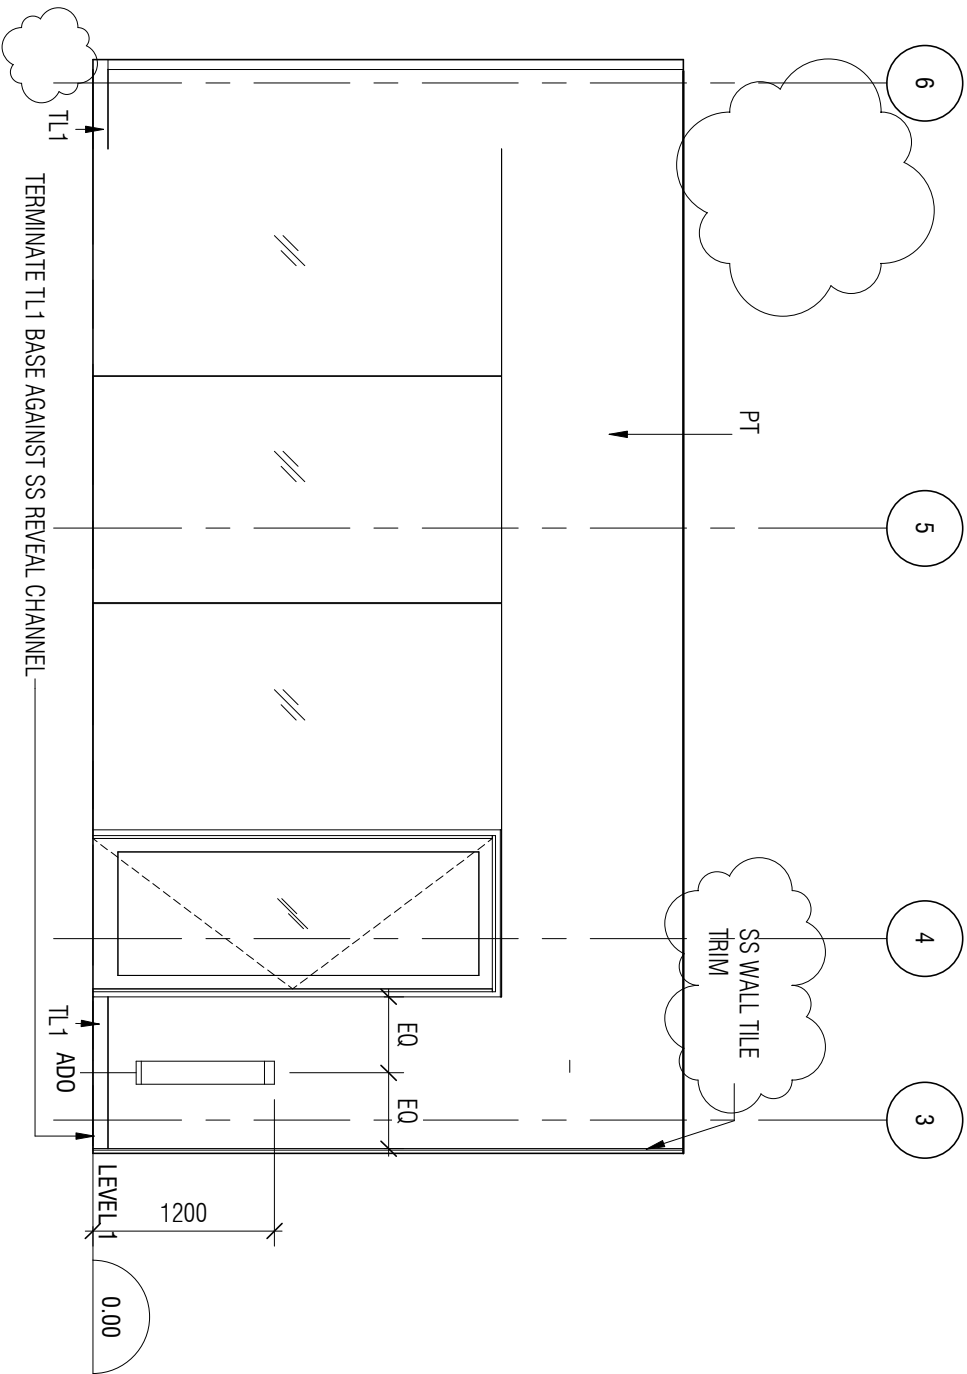 6
5
4
3
PT
SS WALL TILE
TRIM
EQ
EQ
1200
TL1
TL1
ADO
LEVEL 1
0.00
TERMINATE TL1 BASE AGAINST SS REVEAL CHANNEL